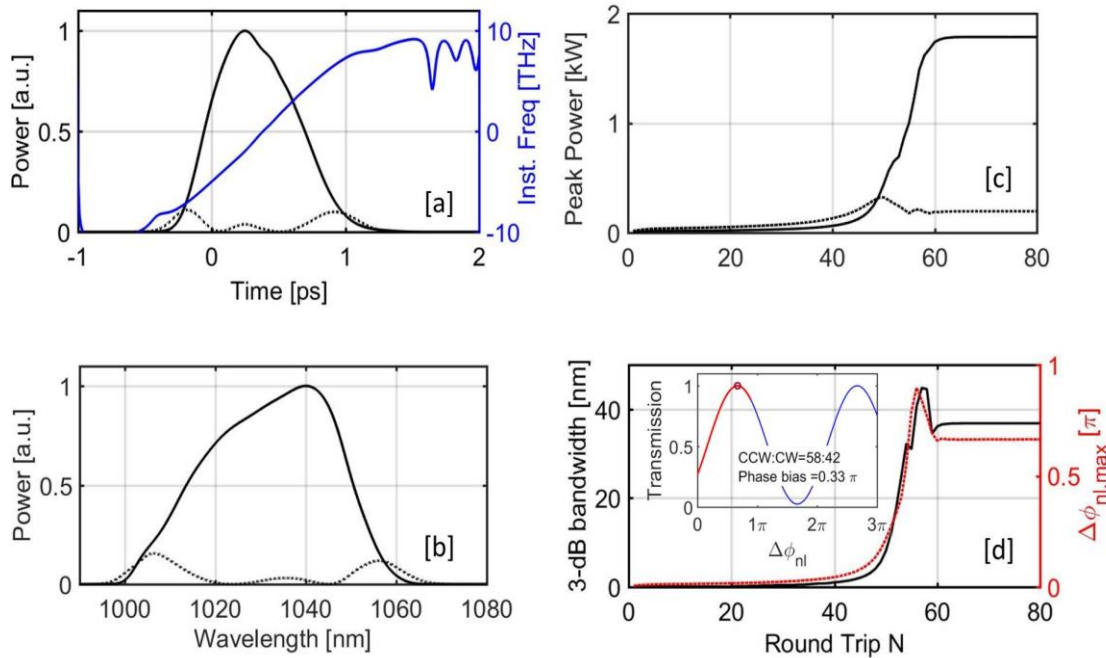 Power [a.u.]
1
0.5
0
-1
0
1
2
Time [ps]
10
0
-10
Inst. Freq [THz]
[a]
Peak Power [kW]
2
1
0
0
20
40
60
80
[c]
Power [a.u.]
1
0.5
0
1000
1020
1040
1060
1080
Wavelength [nm]
[b]
3-dB bandwidth [nm]
40
20
0
0
20
40
60
80
Round Trip N
1
0.5
0
Δϕnl,max [π]
[d]
Transmission
1
0.5
0
0
1π
2π
3π
Δϕnl
CCW:CW=58:42
Phase bias =0.33 π